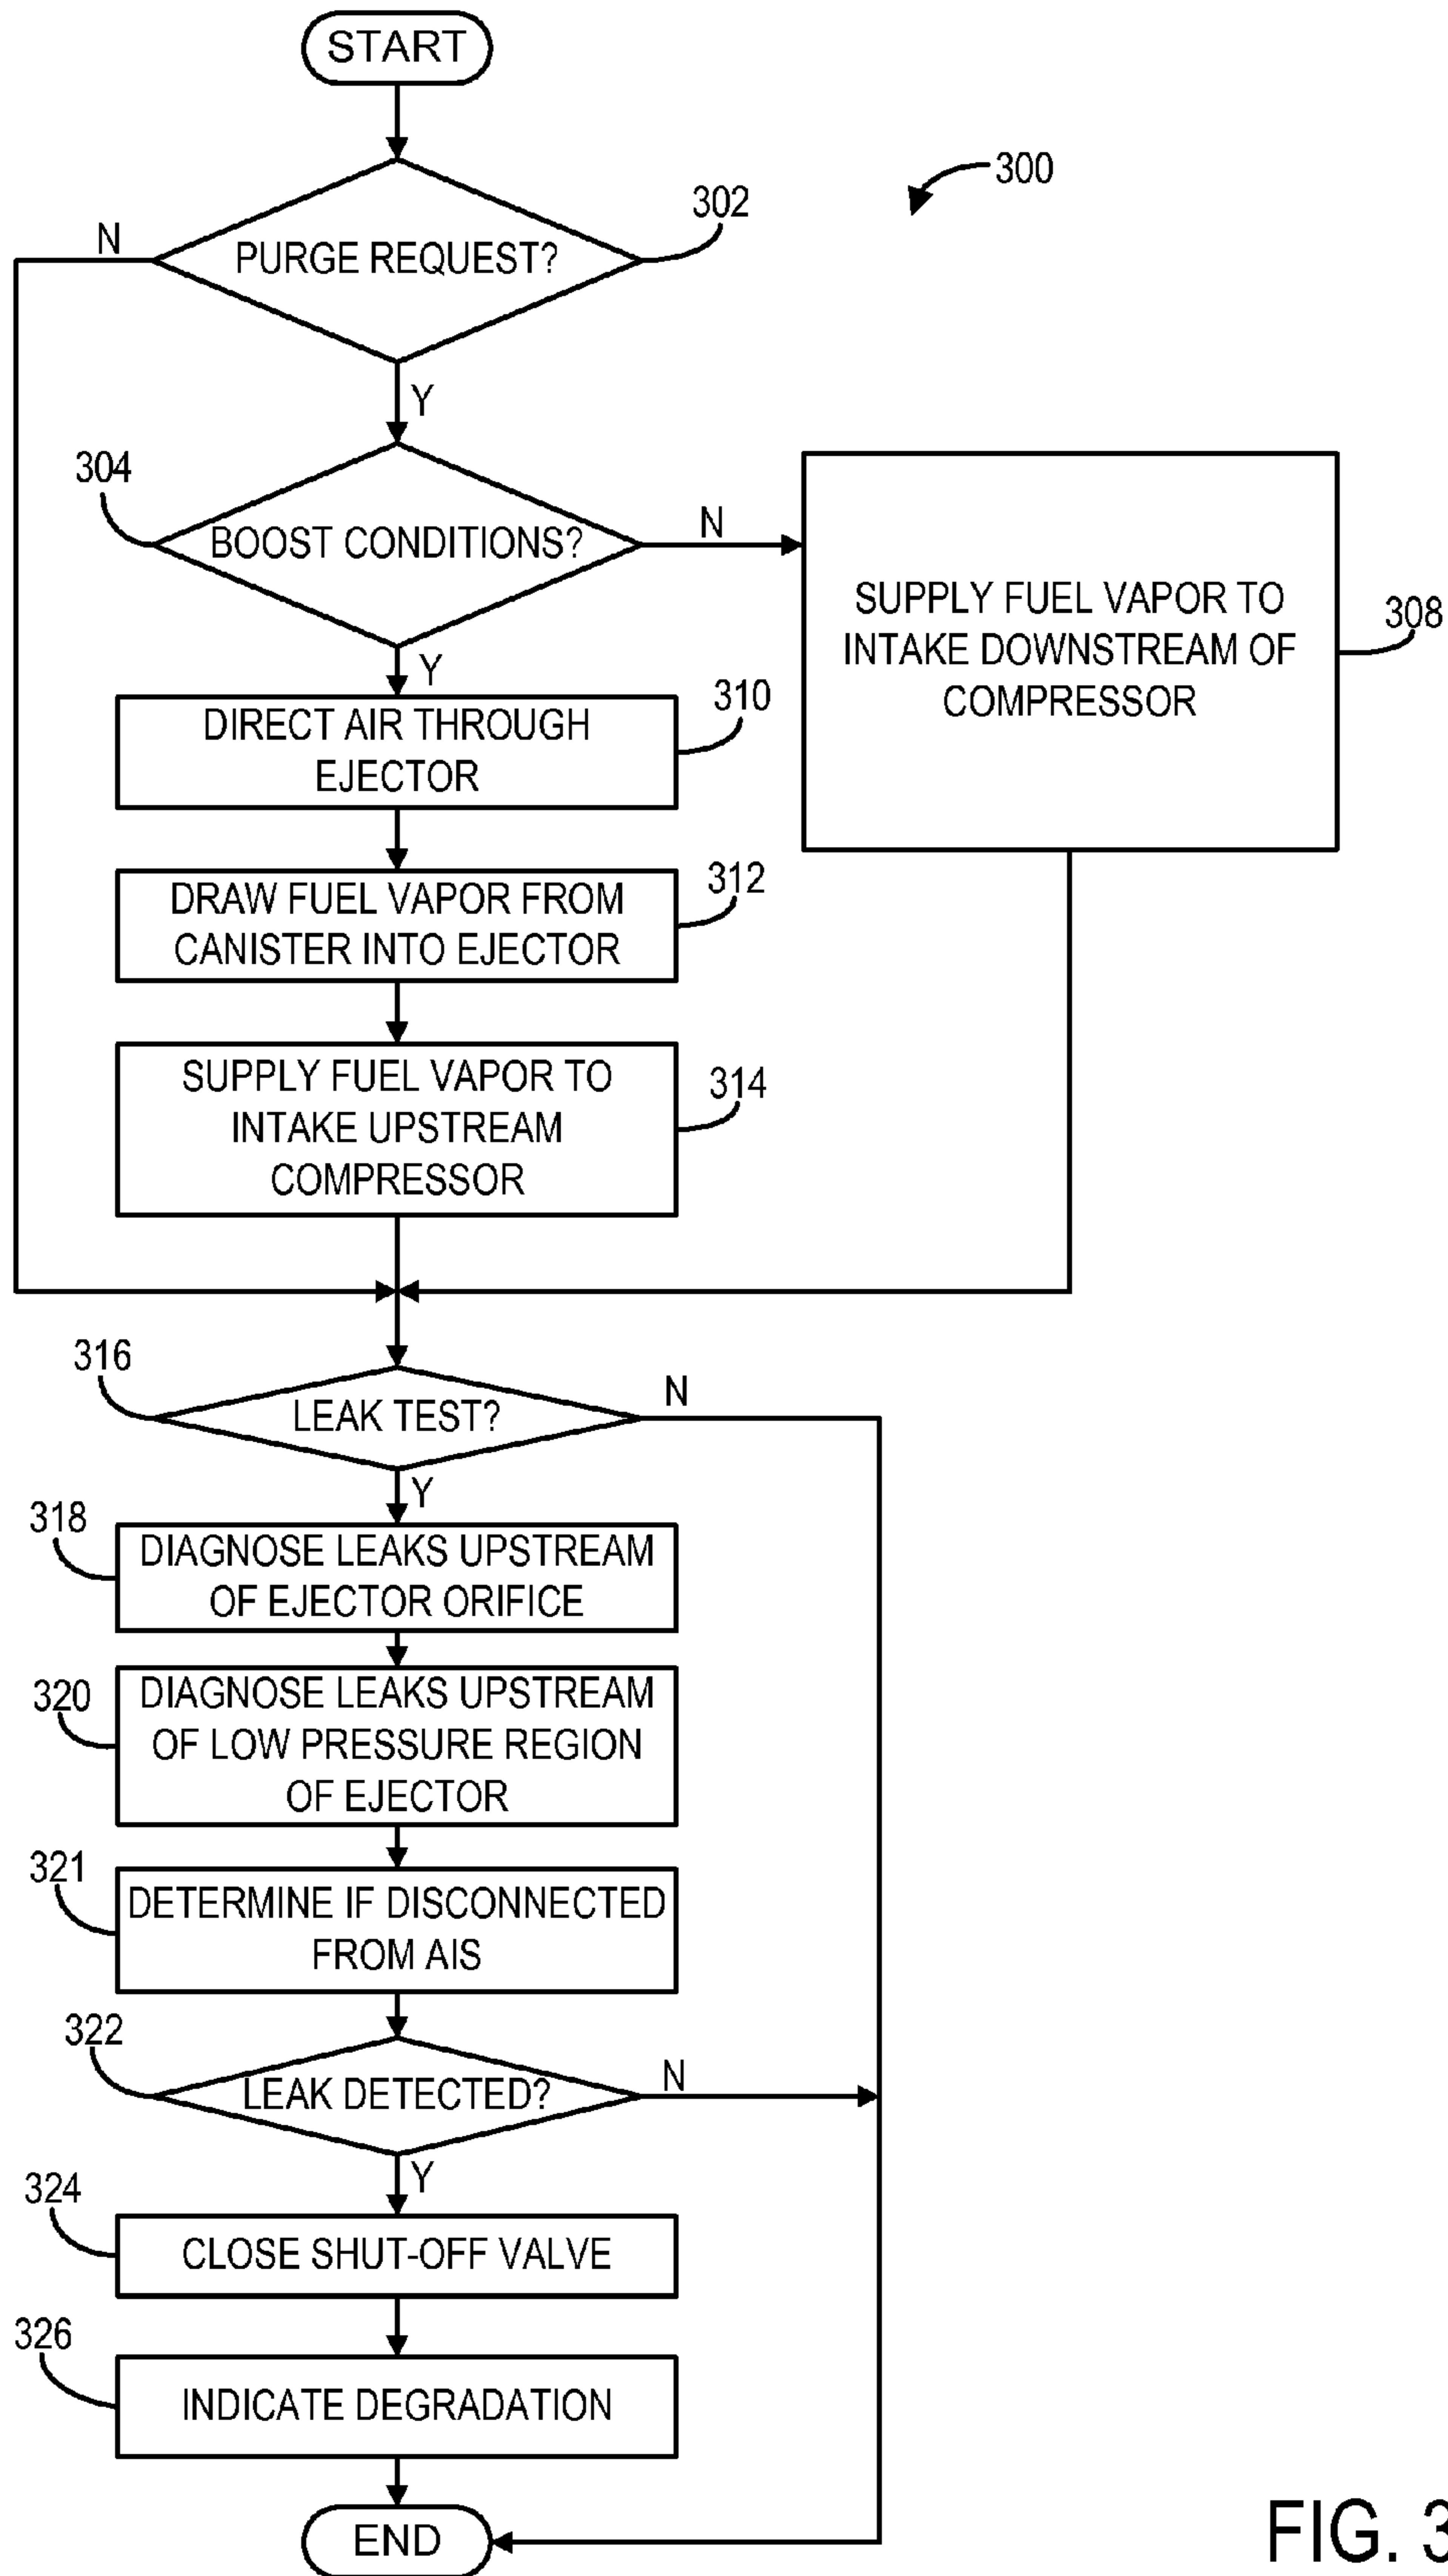 START
300
302
N
PURGE REQUEST?
Y
304
BOOST CONDITIONS?
N
SUPPLY FUEL VAPOR TO
INTAKE DOWNSTREAM OF
COMPRESSOR
308
Y
310
DIRECT AIR THROUGH
EJECTOR
312
DRAW FUEL VAPOR FROM
CANISTER INTO EJECTOR
314
SUPPLY FUEL VAPOR TO
INTAKE UPSTREAM
COMPRESSOR
316
LEAK TEST?
N
Y
318
DIAGNOSE LEAKS UPSTREAM
OF EJECTOR ORIFICE
320
DIAGNOSE LEAKS UPSTREAM
OF LOW PRESSURE REGION
OF EJECTOR
321
DETERMINE IF DISCONNECTED
FROM AIS
322
LEAK DETECTED?
N
Y
324
CLOSE SHUT-OFF VALVE
326
INDICATE DEGRADATION
END
FIG. 3